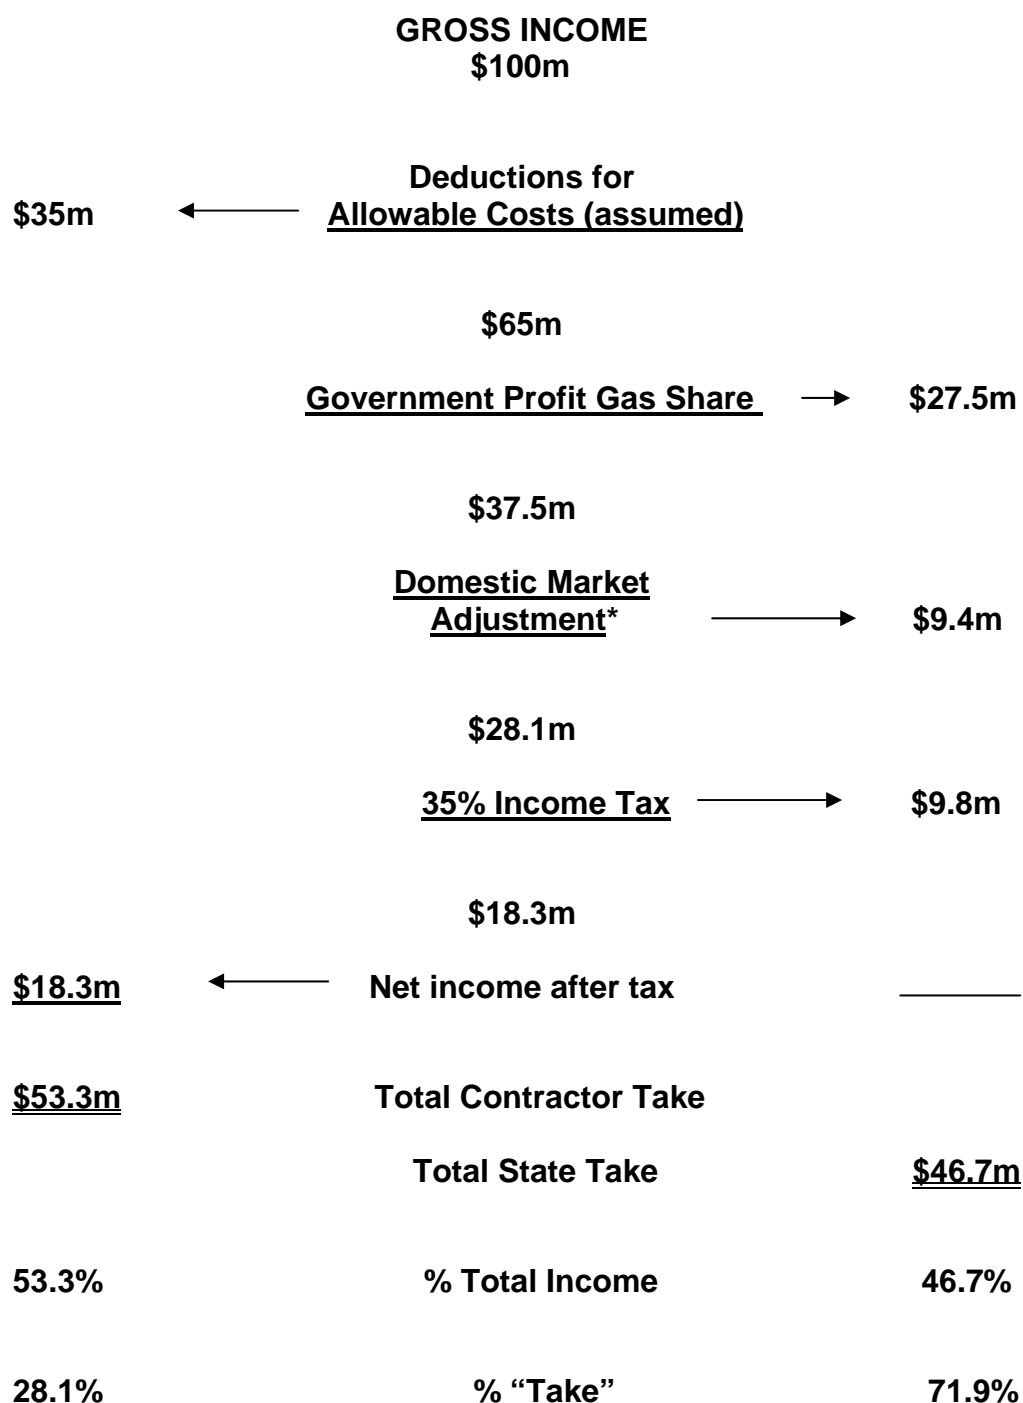 GROSS INCOME
$100m
Deductions for
$35m Allowable Costs (assumed)
$65m
Government Profit Gas Share $27.5m
$37.5m
Domestic Market
Adjustment* $9.4m
$28.1m
35% Income Tax $9.8m
$18.3m
$18.3m Net income after tax
$53.3m Total Contractor Take
Total State Take $46.7m
53.3% % Total Income 46.7%
28.1% % “Take” 71.9%